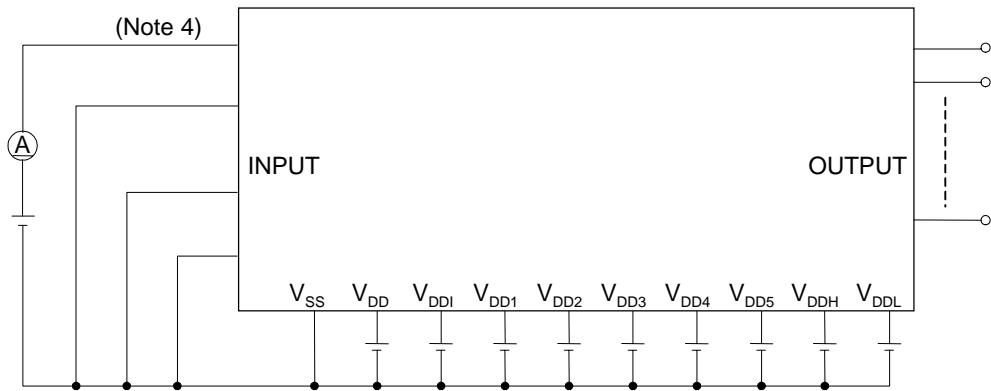 (Note 4)
A
INPUT OUTPUT
VSS VDD VDDI VDD1 VDD2 VDD3 VDD4 VDD5 VDDH VDDL